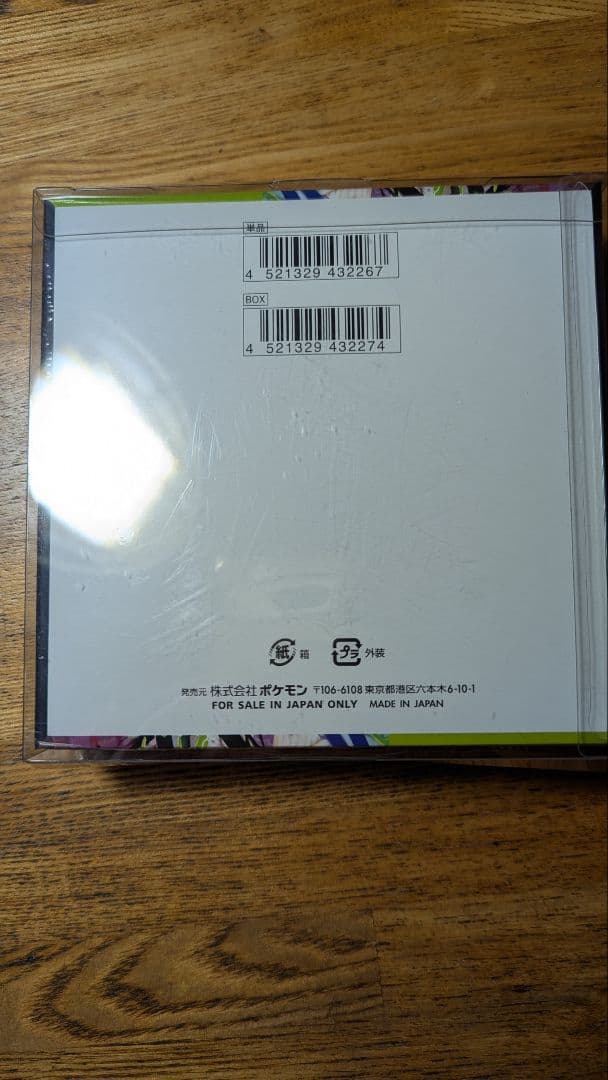 単品
4 521329 432267
BOX
4 521329 432274
紙 箱 プラ 外装
発売元 株式会社ポケモン 〒106-6108 東京都港区六本木6-10-1
FOR SALE IN JAPAN ONLY MADE IN JAPAN